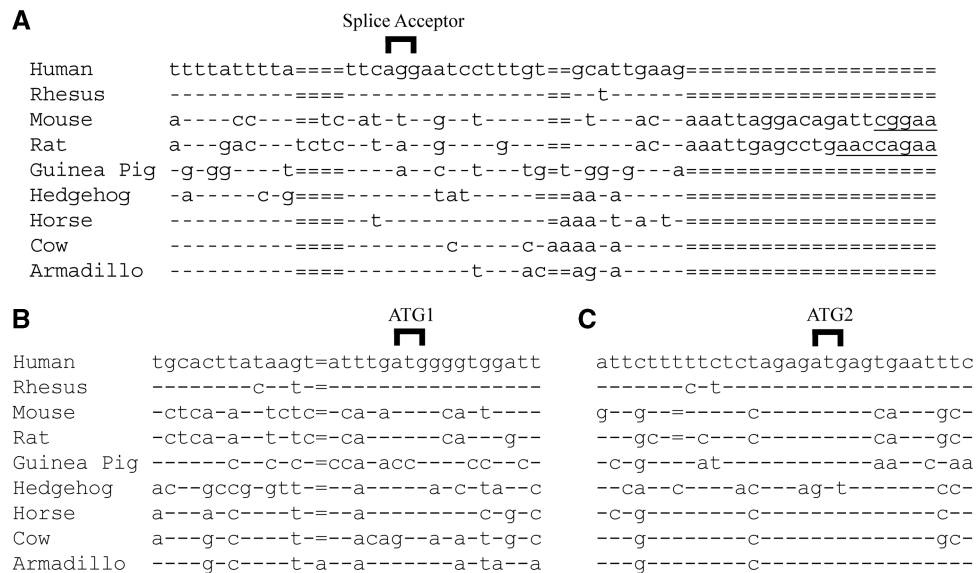 A
Splice Acceptor
Human ttttatttta====ttcaggaatcctttgt==gcattgaag====================
Rhesus ----------====----------------==--t------====================
Mouse a----cc---==tc-at-t--g-t------==---t-ac--aaattaggacagattcggaa
Rat a---gac---tctc--t-a--g----g---==-----ac--aaattgagcctgaaccagaa
Guinea Pig -g-gg----t====----a--c--t---tg=t-gg-g---a====================
Hedgehog -a-----c-g====-------tat-----===aa-a-----====================
Horse ----------====--t--------------aaa-t-a-t-====================
Cow ----------====--------c-----c-aaaa-a-----====================
Armadillo ----------====----------t---ac==ag-a-----====================
B
ATG1
Human tgcacttataagt=atttgatggggtggatt
Rhesus --------c--t-=-----------------
Mouse -ctca-a--tctc=-ca-a----ca-t----
Rat -ctca-a--t-tc=-ca------ca---g--
Guinea Pig ------c--c-c-=cca-acc----cc--c-
Hedgehog ac--gccg-gtt-=--a-----a-c-ta--c
Horse a---a-c----t-=--a---------c-g-c
Cow a---g-c----t-=--acag--a-a-t-g-c
Armadillo ----g-c----t-a-a--------a-ta--a
C
ATG2
attctttttctctagagatgagtgaatttc
-------c-t--------------------
g--g--=-----c---------ca---gc-
---gc-=-c---c---------ca---gc-
-c-g----at------------aa--c-aa
--ca--c----ac---ag-t-------cc-
-c-g--------c--------------c--
---g--------c--------------gc-
---g--------c--------------c--